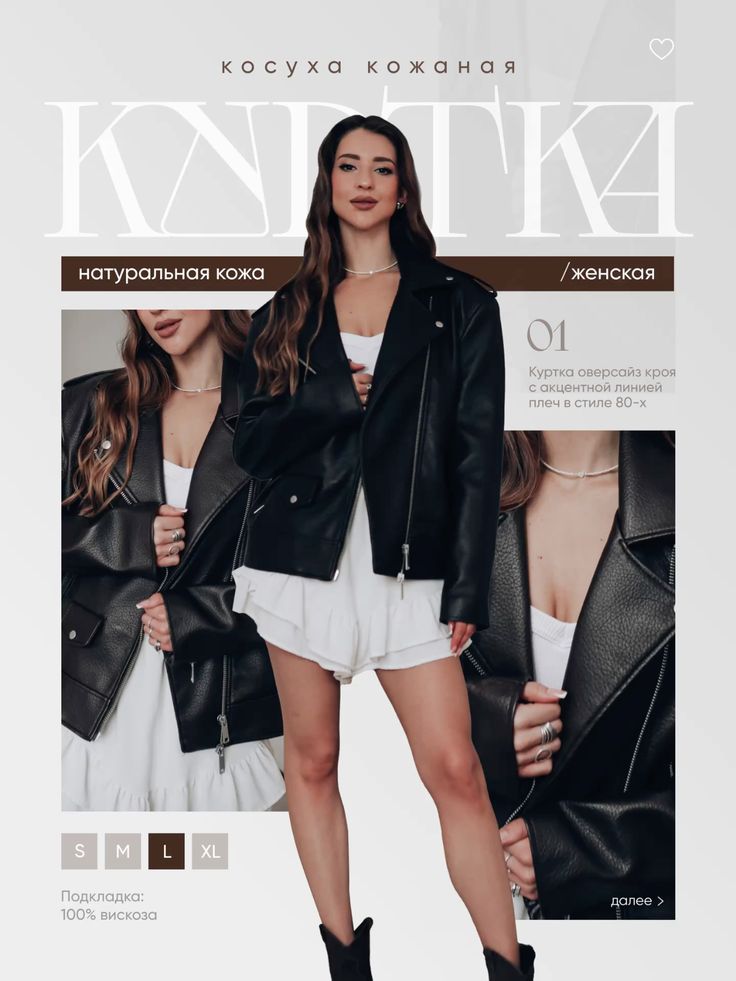 косуха кожаная
КУРТКА
натуральная кожа
/женская
01
Куртка оверсайз кроя
с акцентной линией
плеч в стиле 80-х
S M L XL
Подкладка:
100% вискоза
далее >